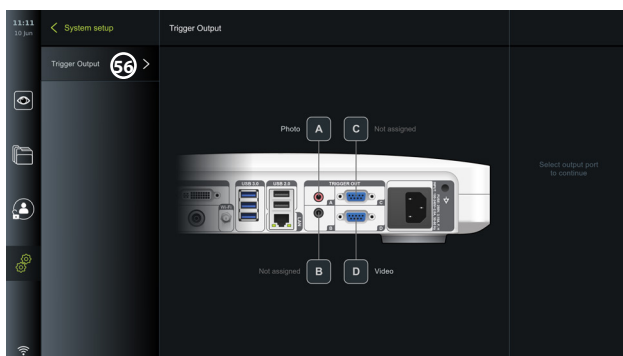 11:11
10 Jun
System setup
Trigger Output
Trigger Output
56
Photo
A
C
Not assigned
USB 3.0
USB 2.0
TRIGGER OUT
A
C
LAN
B
D
Not assigned
B
D
Video
Select output port
to continue